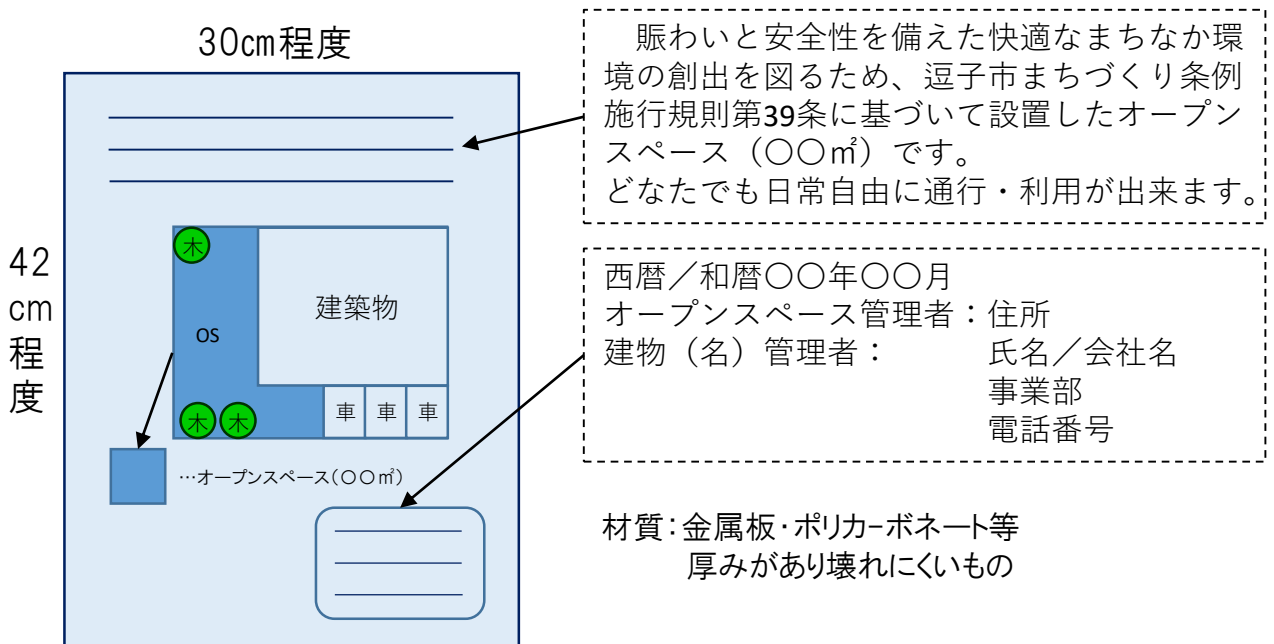 30㎝程度
42
cm
程
度
木
OS
建築物
木
木
車
車
車
…オープンスペース(〇〇㎡)
　賑わいと安全性を備えた快適なまちなか環
境の創出を図るため、逗子市まちづくり条例
施行規則第39条に基づいて設置したオープン
スペース（〇〇㎡）です。
どなたでも日常自由に通行・利用が出来ます。
西暦／和暦〇〇年〇〇月
オープンスペース管理者：住所
建物（名）管理者：　　　氏名／会社名
事業部
電話番号
材質：金属板・ポリカーボネート等
厚みがあり壊れにくいもの